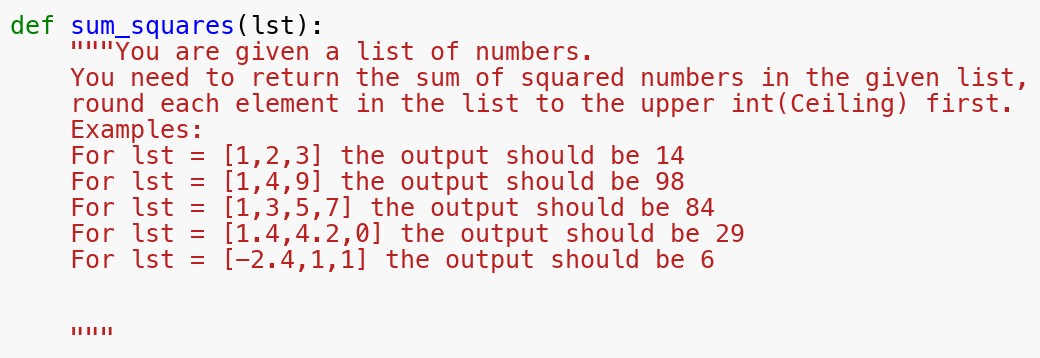 def sum_squares(lst):
    """You are given a list of numbers.
    You need to return the sum of squared numbers in the given list,
    round each element in the list to the upper int(Ceiling) first.
    Examples:
    For lst = [1,2,3] the output should be 14
    For lst = [1,4,9] the output should be 98
    For lst = [1,3,5,7] the output should be 84
    For lst = [1.4,4.2,0] the output should be 29
    For lst = [−2.4,1,1] the output should be 6
    """